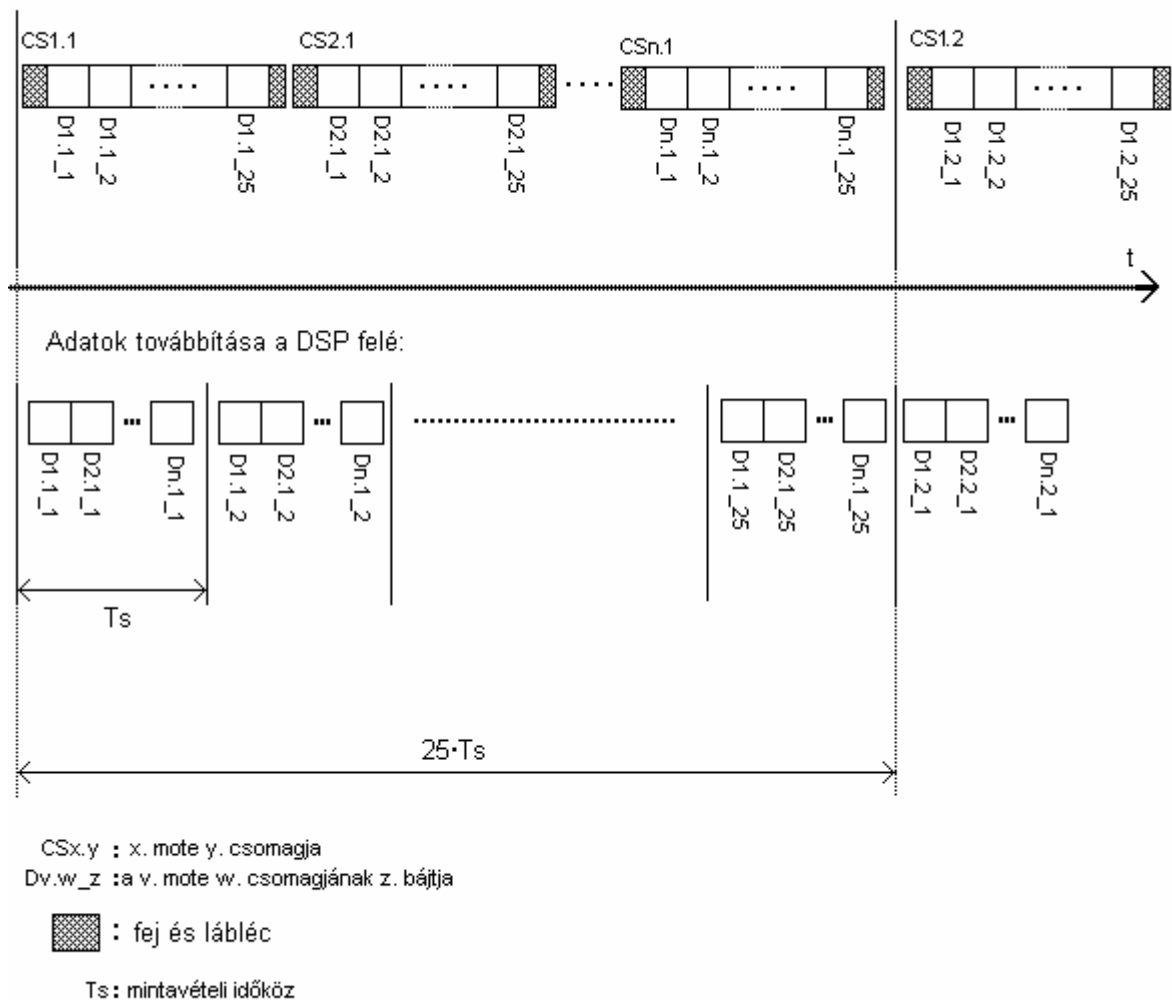 CS1.1 CS2.1 CSn.1 CS1.2
D1.1_1 D1.1_2 D1.1_25 D2.1_1 D2.1_2 D2.1_25 Dn.1_1 Dn.1_2 Dn.1_25 D1.2_1 D1.2_2 D1.2_25
t
Adatok továbbítása a DSP felé:
D1.1_1 D2.1_1 Dn.1_1 D1.1_2 D2.1_2 Dn.1_2 D1.1_25 D2.1_25 Dn.1_25 D1.2_1 D2.2_1 Dn.2_1
Ts
25·Ts
CSx.y : x. mote y. csomagja
Dv.w_z : a v. mote w. csomagjának z. bájtja
: fej és lábléc
Ts : mintavételi időköz